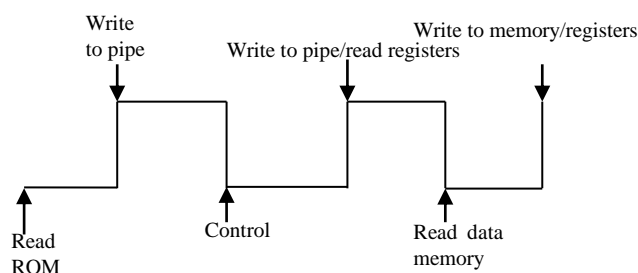 Write
to pipe
Write to pipe/read registers
Write to memory/registers
Read
ROM
Control
Read data
memory